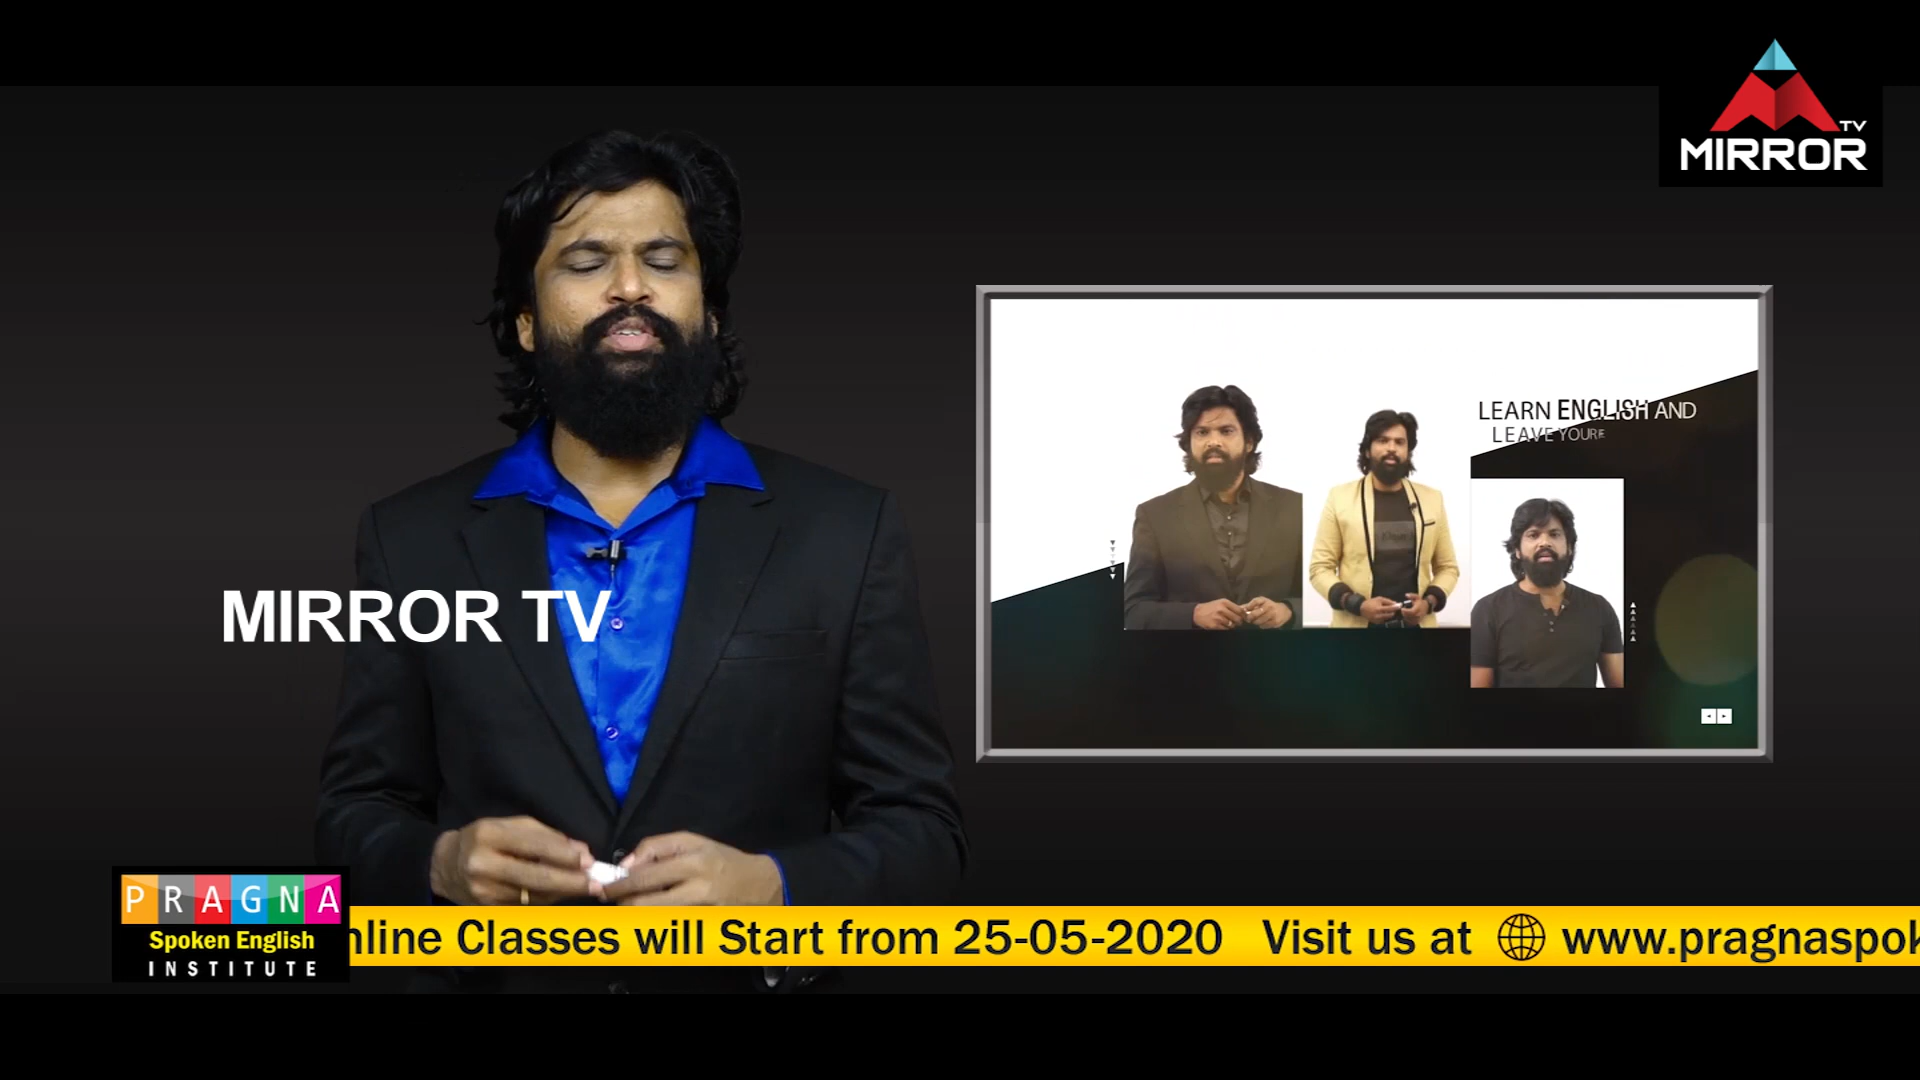 TV
MIRROR
LEARN ENGLISH AND
LEAVE YOUR
MIRROR TV
PRAGNA
Spoken English
INSTITUTE
nline Classes will Start from 25-05-2020 Visit us at www.pragnaspok